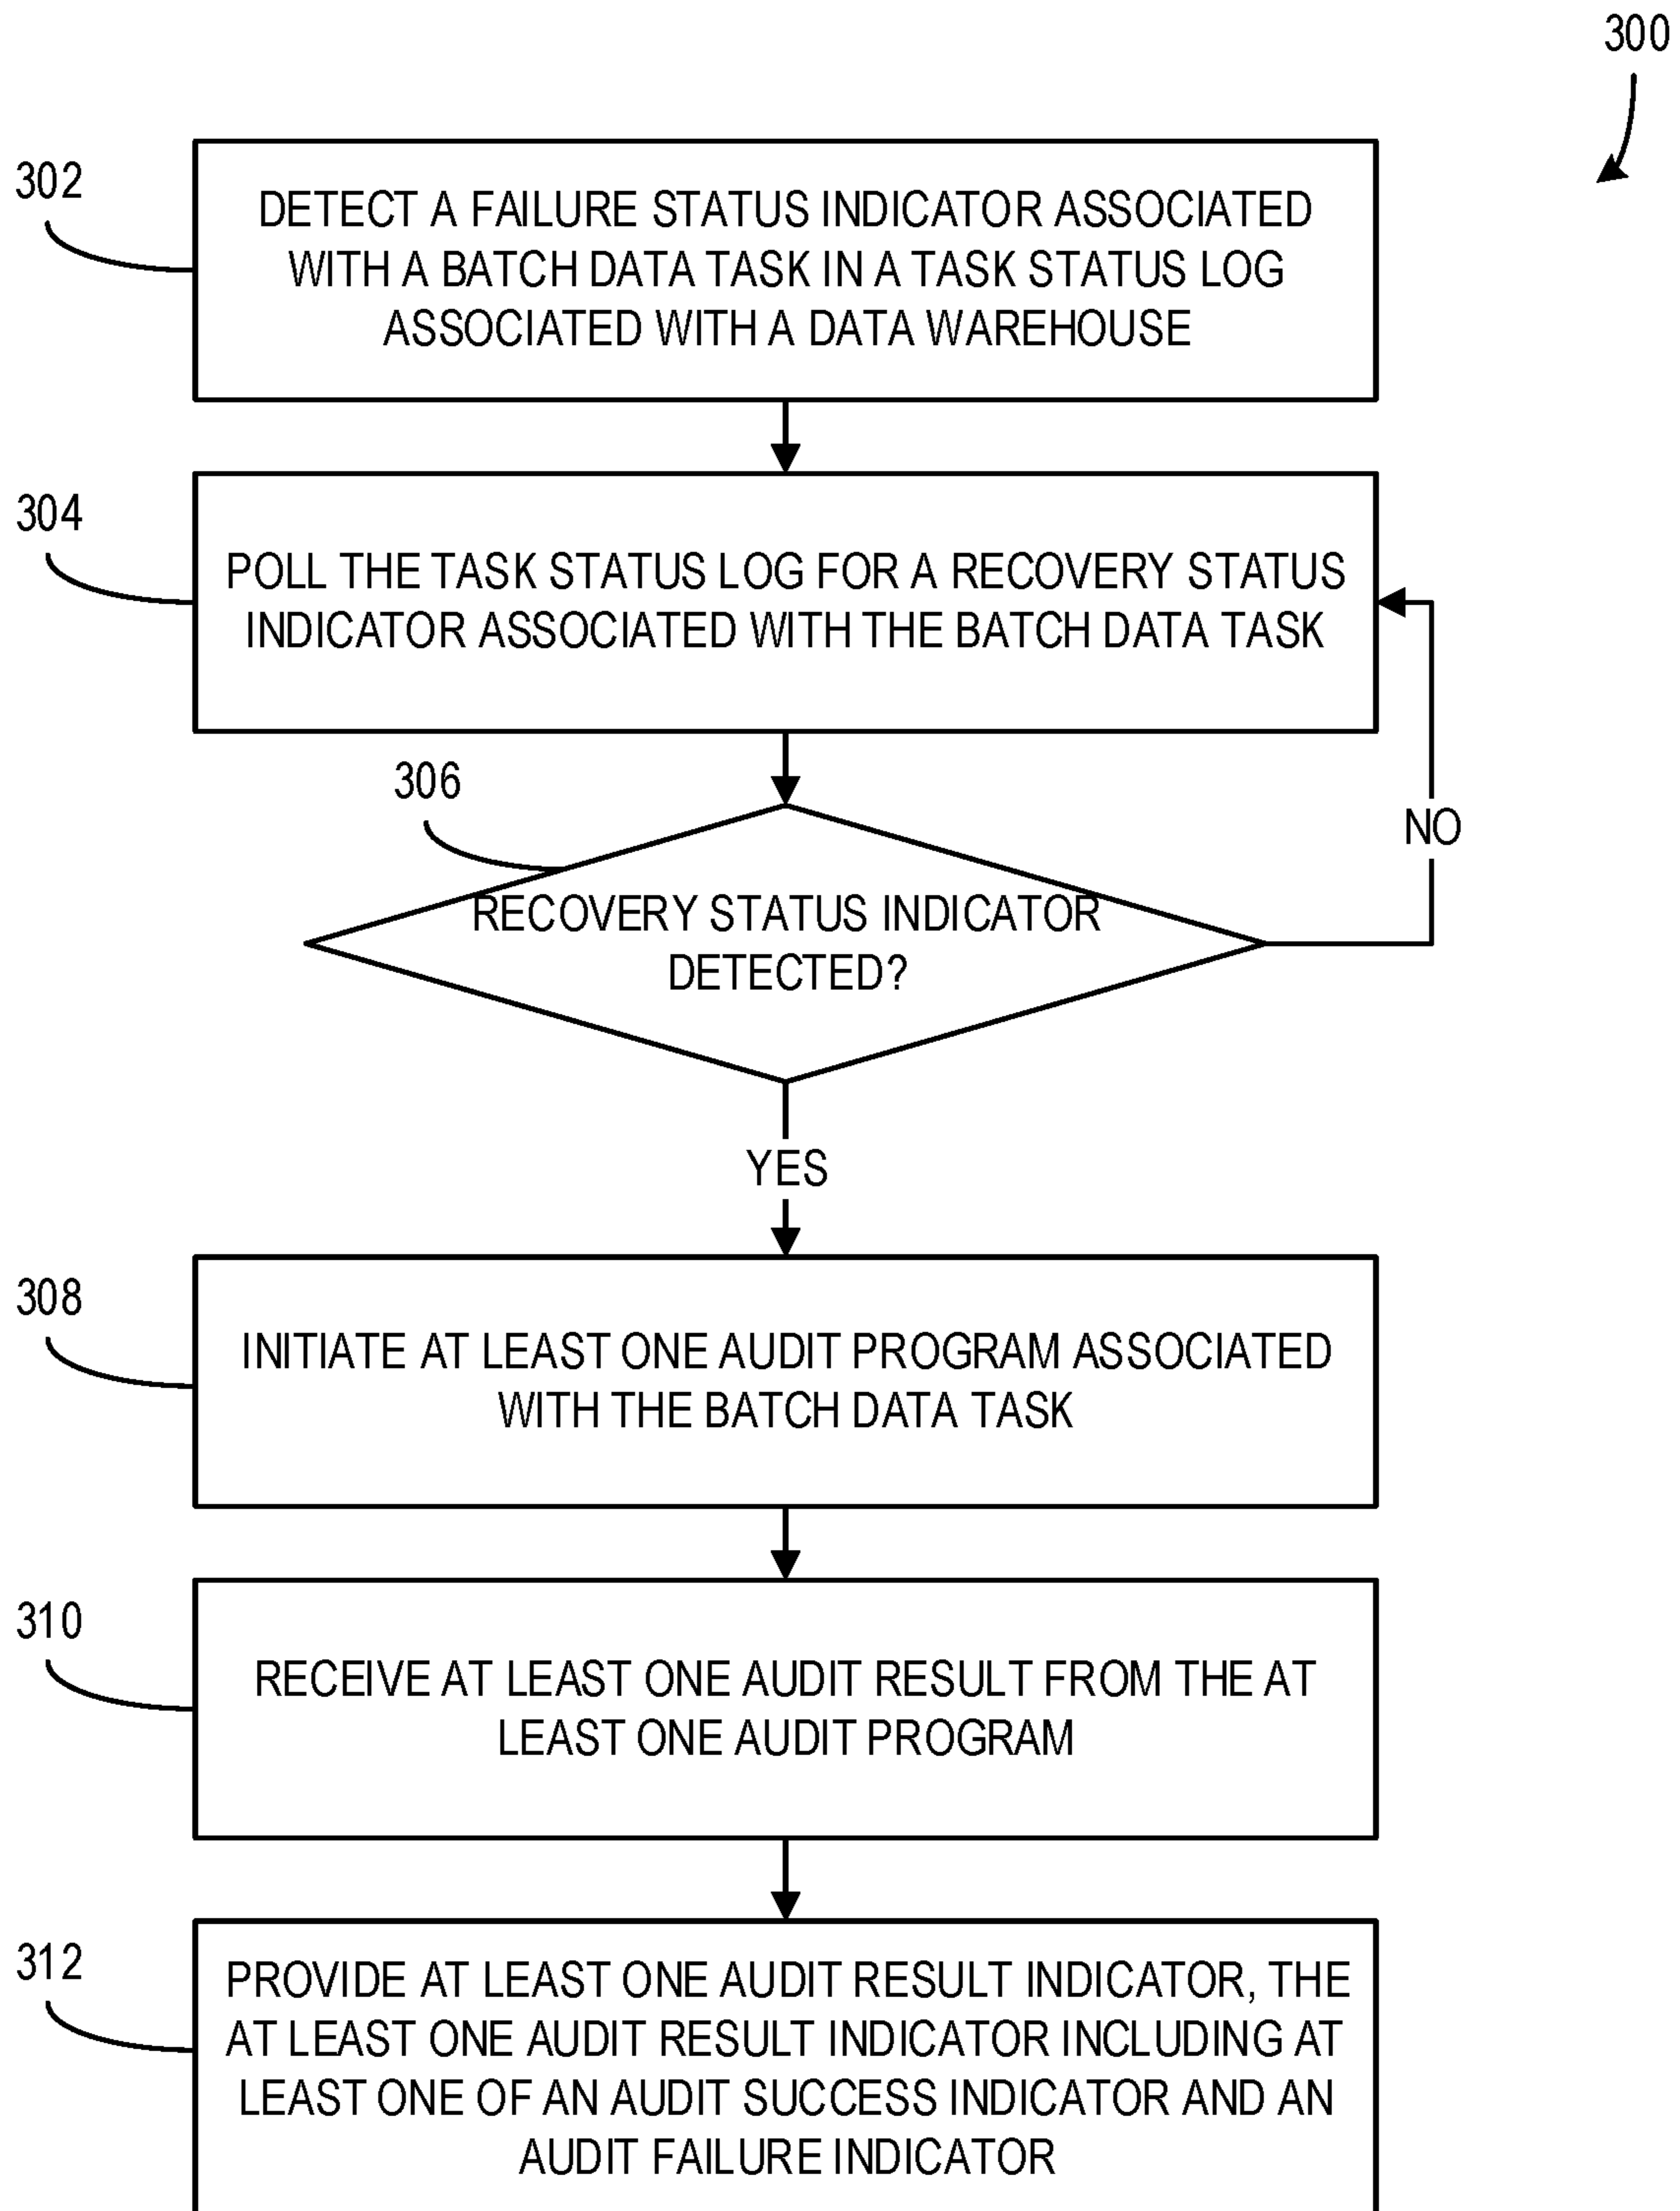 300
302
DETECT A FAILURE STATUS INDICATOR ASSOCIATED
WITH A BATCH DATA TASK IN A TASK STATUS LOG
ASSOCIATED WITH A DATA WAREHOUSE
304
POLL THE TASK STATUS LOG FOR A RECOVERY STATUS
INDICATOR ASSOCIATED WITH THE BATCH DATA TASK
306
NO
RECOVERY STATUS INDICATOR
DETECTED?
YES
308
INITIATE AT LEAST ONE AUDIT PROGRAM ASSOCIATED
WITH THE BATCH DATA TASK
310
RECEIVE AT LEAST ONE AUDIT RESULT FROM THE AT
LEAST ONE AUDIT PROGRAM
312
PROVIDE AT LEAST ONE AUDIT RESULT INDICATOR, THE
AT LEAST ONE AUDIT RESULT INDICATOR INCLUDING AT
LEAST ONE OF AN AUDIT SUCCESS INDICATOR AND AN
AUDIT FAILURE INDICATOR